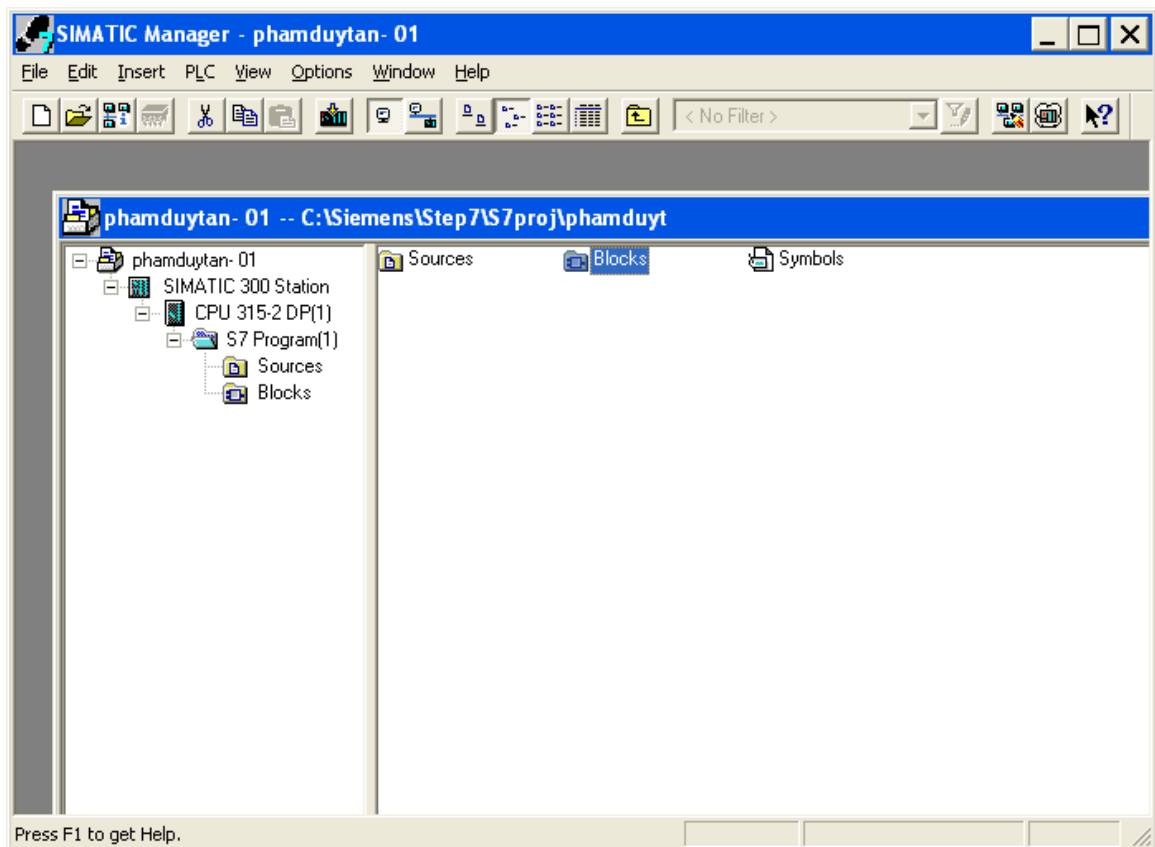 SIMATIC Manager - phamduytan- 01
File Edit Insert PLC View Options Window Help
< No Filter >
phamduytan- 01 -- C:\Siemens\Step7\S7proj\phamduyt
phamduytan- 01
SIMATIC 300 Station
CPU 315-2 DP(1)
S7 Program(1)
Sources
Blocks
Sources Blocks Symbols
Press F1 to get Help.